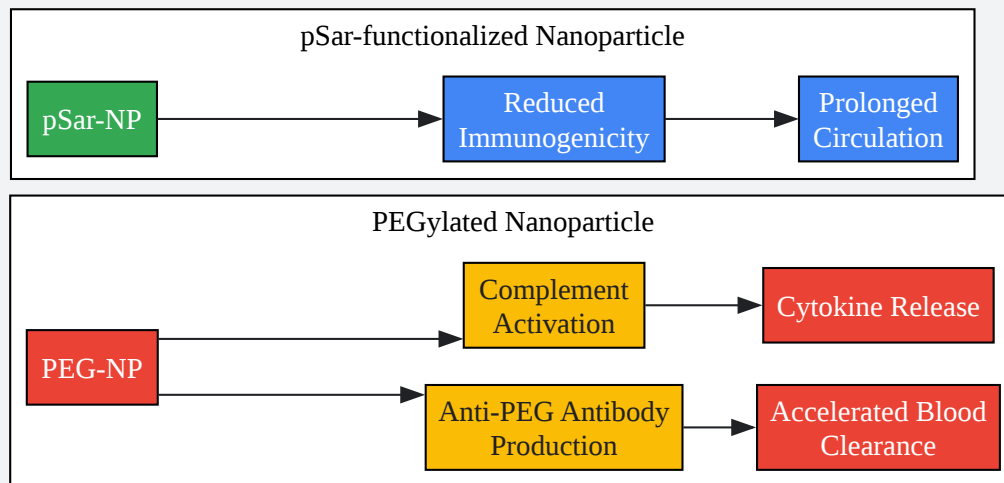 pSar-functionalized Nanoparticle
pSar-NP
Reduced
Immunogenicity
Prolonged
Circulation
PEGylated Nanoparticle
PEG-NP
Complement
Activation
Cytokine Release
Anti-PEG Antibody
Production
Accelerated Blood
Clearance